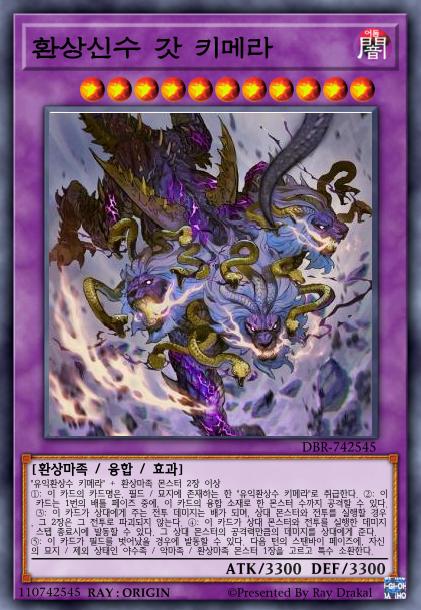 환상신수 갓 키메라
어둠
闇
DBR-742545
[환상마족 / 융합 / 효과]
"유익환상수 키메라" + 환상마족 몬스터 2장 이상
①: 이 카드의 카드명은, 필드 / 묘지에 존재하는 한 "유익환상수 키메라"로 취급한다. ②: 이
카드는 1번의 배틀 페이즈 중에, 이 카드의 융합 소재로 한 몬스터 수까지 공격할 수 있다.
③: 이 카드가 상대에게 주는 전투 데미지는 배가 되며, 상대 몬스터와 전투를 실행할 경우
, 그 2장은 그 전투로 파괴되지 않는다. ④: 이 카드가 상대 몬스터와 전투를 실행한 데미지
스텝 종료시에 발동할 수 있다. 그 상대 몬스터의 공격력만큼의 데미지를 상대에게 준다.
⑤: 이 카드가 필드를 벗어났을 경우에 발동할 수 있다. 다음 턴의 스탠바이 페이즈에, 자신
의 묘지 / 제외 상태인 야수족 / 악마족 / 환상마족 몬스터 1장을 고르고 특수 소환한다.
ATK/3300 DEF/3300
110742545 RAY : ORIGIN ©Presented By Ray Drakal